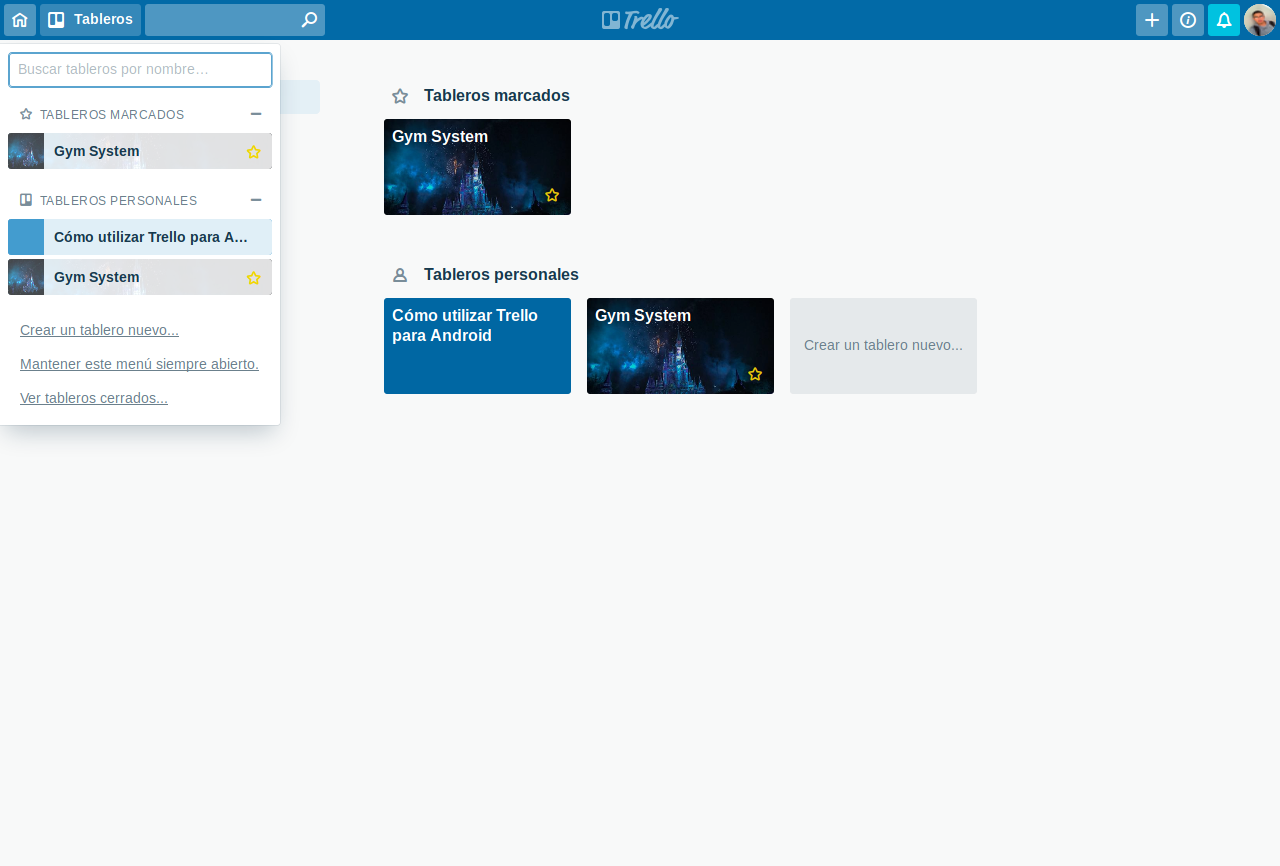 Tableros
Trello
Buscar tableros por nombre…
TABLEROS MARCADOS
Gym System
TABLEROS PERSONALES
Cómo utilizar Trello para A…
Gym System
Crear un tablero nuevo...
Mantener este menú siempre abierto.
Ver tableros cerrados...
Tableros marcados
Gym System
Tableros personales
Cómo utilizar Trello
para Android
Gym System
Crear un tablero nuevo...